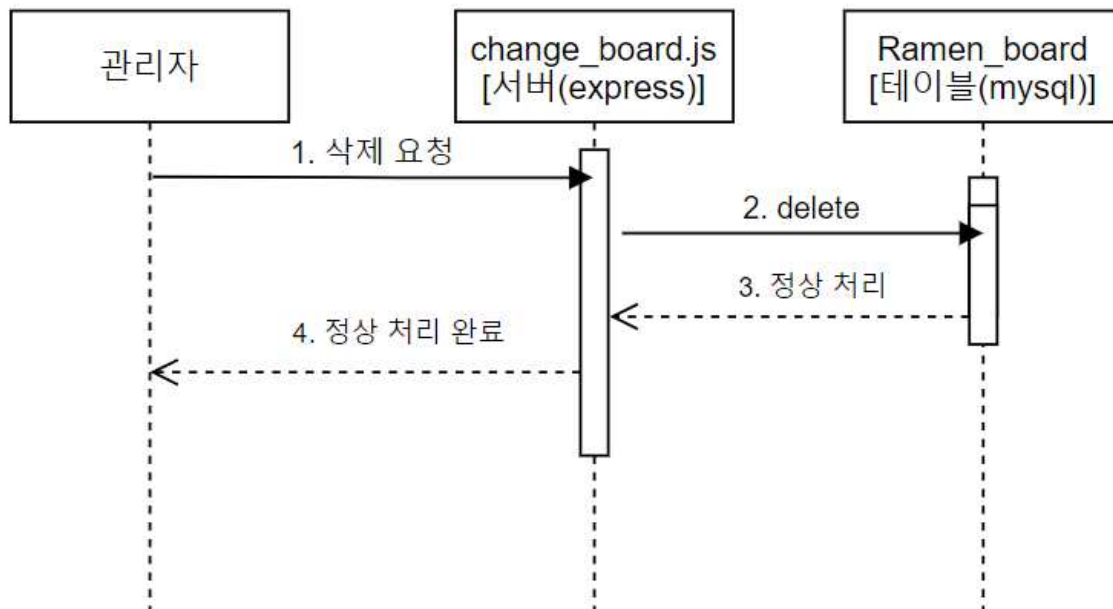 관리자
change_board.js
[서버(express)]
Ramen_board
[테이블(mysql)]
1. 삭제 요청
2. delete
3. 정상 처리
4. 정상 처리 완료